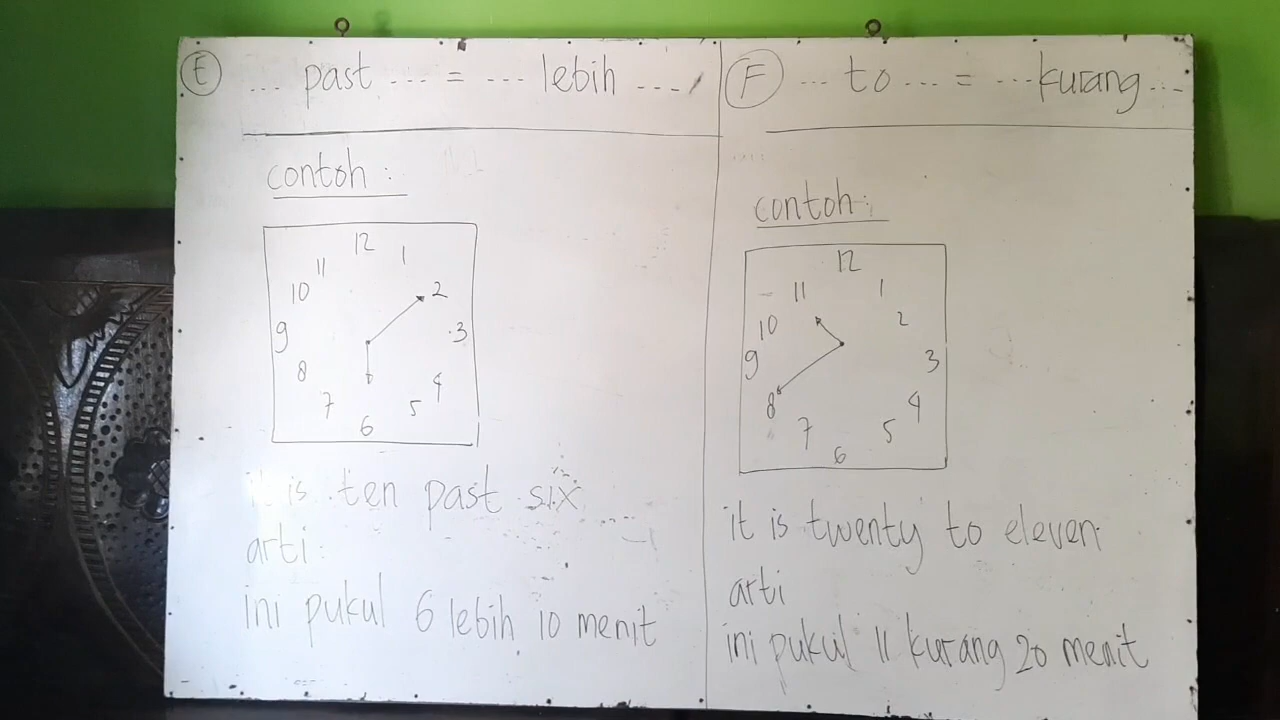 E ... past ... = ... lebih ...
contoh :
12
11 1
10 2
9 3
8 4
7 5
6
it is ten past six
arti :
ini pukul 6 lebih 10 menit
F ... to ... = ... kurang ...
contoh :
12
11 1
10 2
9 3
8 4
7 5
6
it is twenty to eleven
arti
ini pukul 11 kurang 20 menit